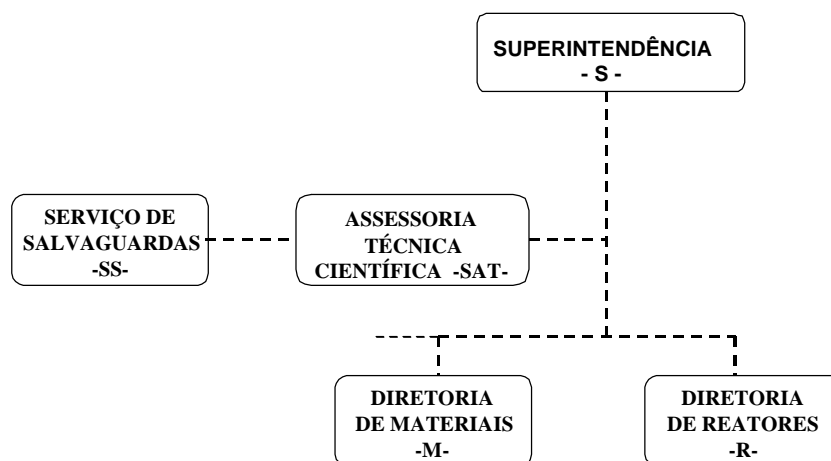 SUPERINTENDÊNCIA
- S -
SERVIÇO DE
SALVAGUARDAS
-SS-
ASSESSORIA
TÉCNICA
CIENTÍFICA -SAT-
DIRETORIA
DE MATERIAIS
-M-
DIRETORIA
DE REATORES
-R-